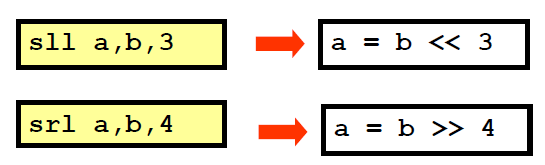 sll a,b,3
a = b << 3
srl a,b,4
a = b >> 4